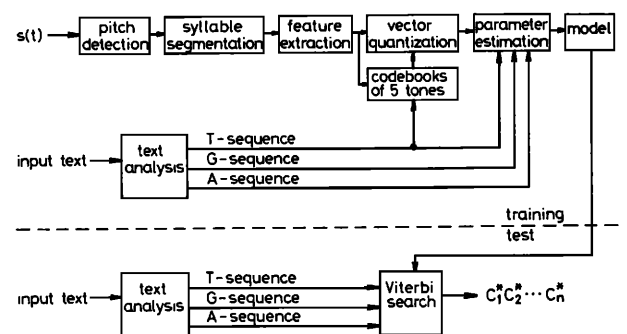 s(t)
pitch
detection
syllable
segmentation
feature
extraction
vector
quantization
parameter
estimation
model
codebooks
of 5 tones
input text
text
analysis
T-sequence
G-sequence
A-sequence
training
test
input text
text
analysis
T-sequence
G-sequence
A-sequence
Viterbi
search
C₁*C₂*···Cₙ*